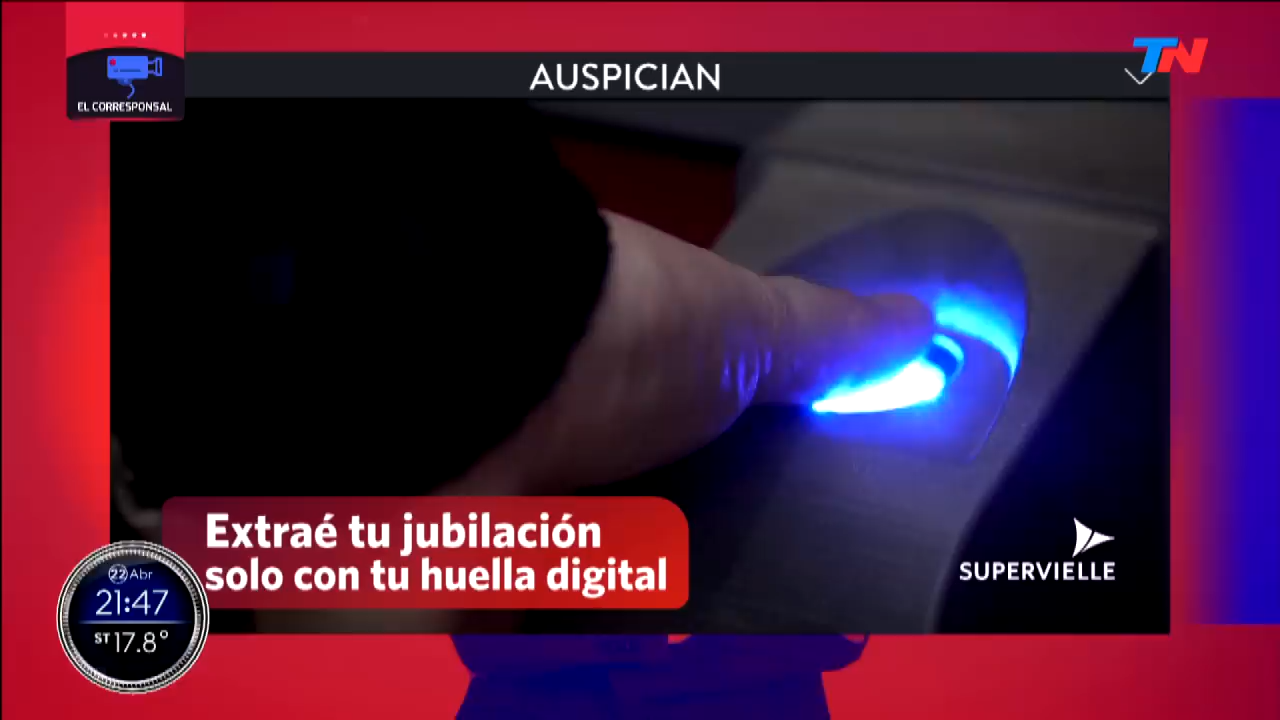 EL CORRESPONSAL
AUSPICIAN
TN
Extraé tu jubilación
solo con tu huella digital
SUPERVIELLE
22 Abr
21:47
ST 17.8°